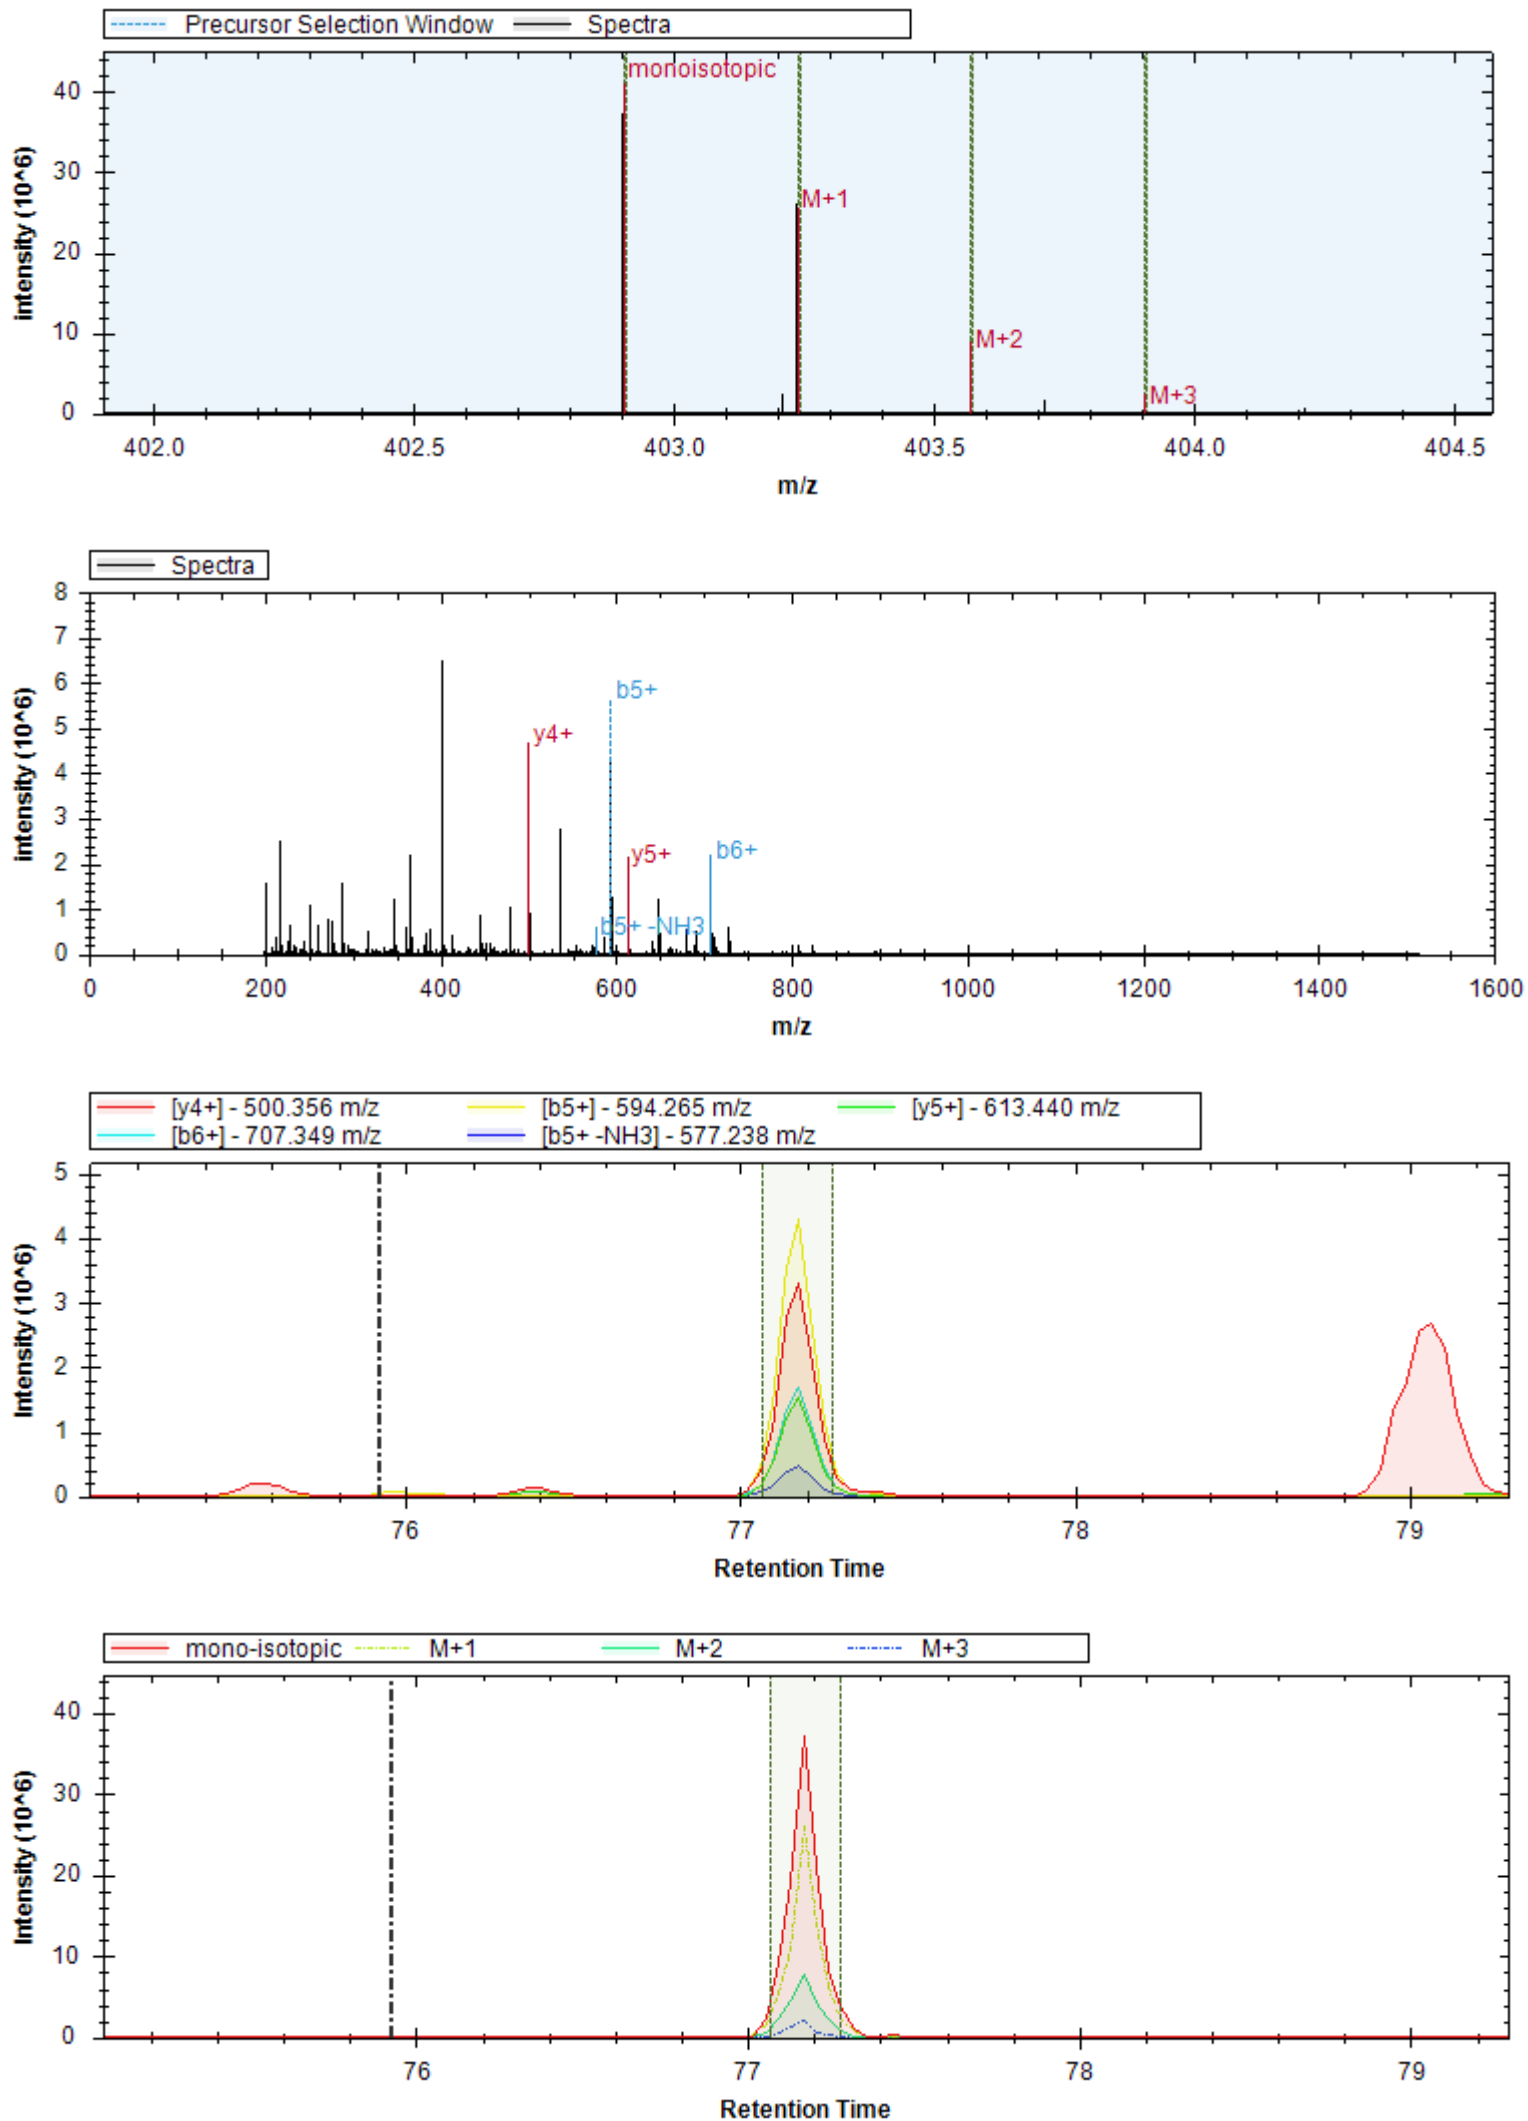 Precursor Selection Window Spectra
monoisotopic
M+1
M+2
M+3
intensity (10^6)
40
30
20
10
0
402.0 402.5 403.0 403.5 404.0 404.5
m/z
Spectra
8
7
6
5
4
3
2
1
0
intensity (10^6)
b5+
y4+
y5+
b6+
b5+ -NH3
0 200 400 600 800 1000 1200 1400 1600
m/z
[y4+] - 500.356 m/z [b5+] - 594.265 m/z [y5+] - 613.440 m/z
[b6+] - 707.349 m/z [b5+ -NH3] - 577.238 m/z
5
4
3
2
1
0
Intensity (10^6)
76 77 78 79
Retention Time
mono-isotopic M+1 M+2 M+3
40
30
20
10
0
Intensity (10^6)
76 77 78 79
Retention Time